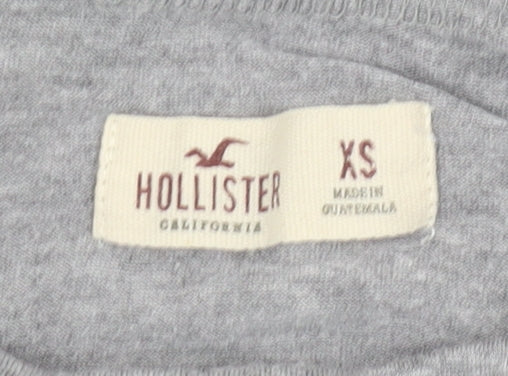 HOLLISTER
CALIFORNIA
XS
MADE IN
GUATEMALA